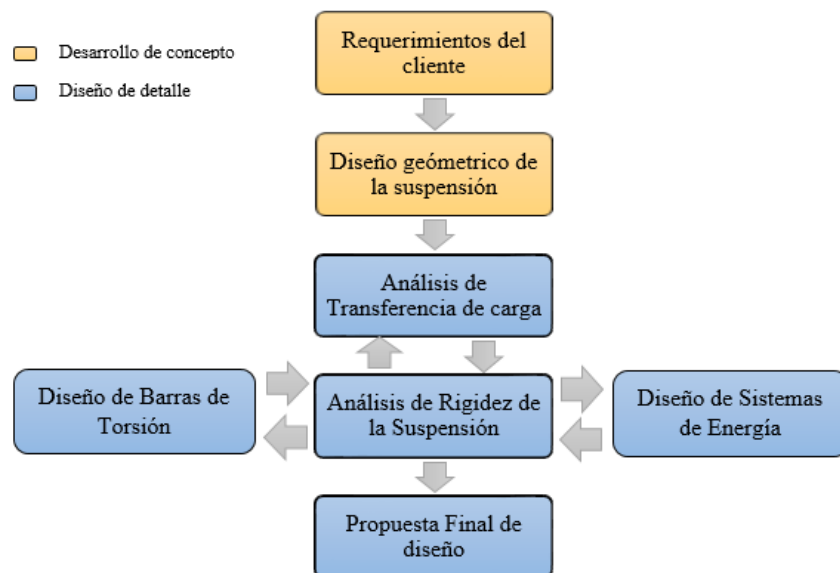 Desarrollo de concepto
Diseño de detalle
Requerimientos del
cliente
Diseño geómetrico de
la suspensión
Análisis de
Transferencia de carga
Diseño de Barras de
Torsión
Análisis de Rigidez de
la Suspensión
Diseño de Sistemas
de Energía
Propuesta Final de
diseño